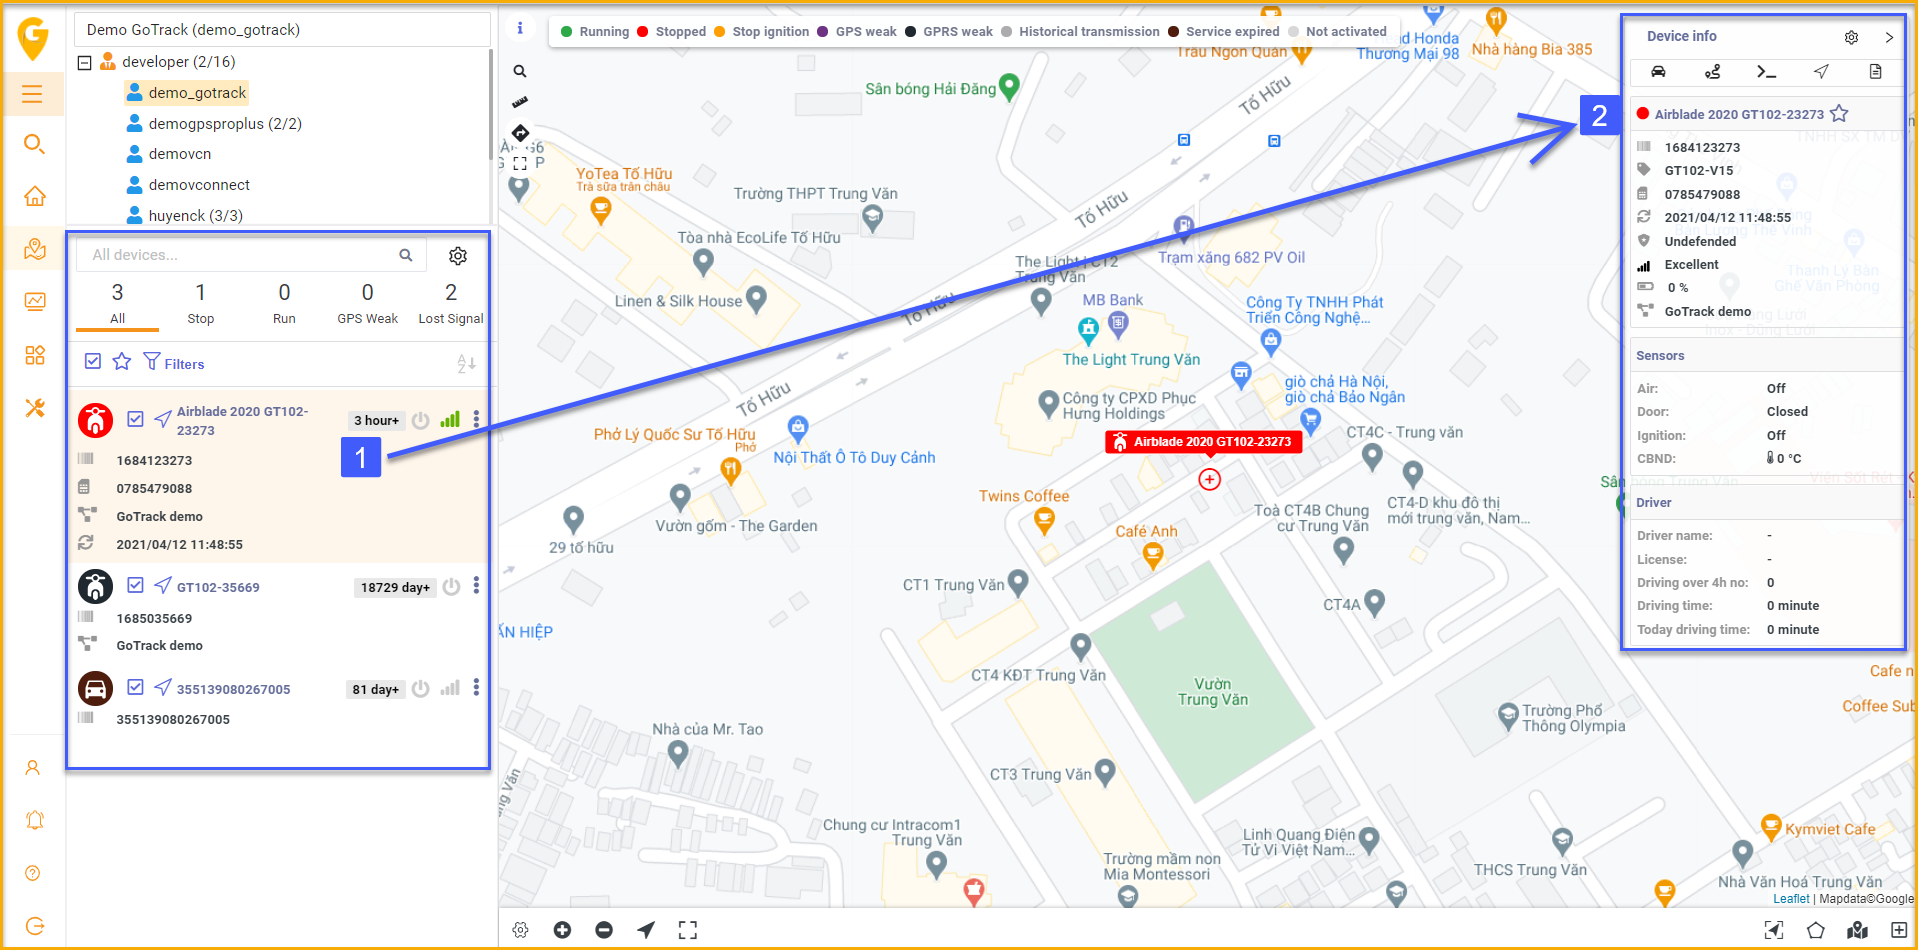 Demo GoTrack (demo_gotrack)
developer (2/16)
demo_gotrack
demogpsproplus (2/2)
demovcn
demovconnect
huyenck (3/3)
All devices...
3
All
1
Stop
0
Run
0
GPS Weak
2
Lost Signal
Filters
Airblade 2020 GT102-
23273
3 hour+
1684123273
0785479088
GoTrack demo
2021/04/12 11:48:55
1
GT102-35669
18729 day+
1685035669
GoTrack demo
355139080267005
81 day+
355139080267005
Running
Stopped
Stop ignition
GPS weak
GPRS weak
Historical transmission
Service expired
Not activated
Trau Ngon Quán
Honda
Thương Mại 98
Nhà hàng Bia 385
Sân bóng Hải Đăng
Tố Hữu
YoTea Tố Hữu
Trà sữa trân châu
Trường THPT Trung Văn
Tố Hữu
Tòa nhà EcoLife Tố Hữu
Trạm xăng 682 PV Oil
The Light | CT2
Trung Văn
Linen & Silk House
Tố Hữu
MB Bank
Công Ty TNHH Phát
Triển Công Nghệ...
The Light Trung Văn
Tố Hữu
Công ty CPXD Phục
Hưng Holdings
giò chả Hà Nội,
giò chả Bảo Ngân
Phở Lý Quốc Sư Tố Hữu
Phở
Nội Thất Ô Tô Duy Cảnh
Airblade 2020 GT102-23273
CT4C - Trung văn
Twins Coffee
Vườn gốm - The Garden
29 tố hữu
Café Anh
Toà CT4B Chung
cư Trung Văn
CT4-D khu đô thị
mới trung văn, Nam...
CT1 Trung Văn
CT4A
ẤN HIỆP
CT4 KĐT Trung Văn
Vườn
Trung Văn
Trường Phổ
Thông Olympia
Nhà của Mr. Tao
CT3 Trung Văn
Chung cư Intracom1
Trung Văn
Trường mầm non
Mia Montessori
Linh Quang Điện
Tử Vi Việt Nam...
THCS Trung Văn
Kymviet Cafe
Nhà Văn Hoá Trung Văn
Cafe n
Coffee Sub
Leaflet | Mapdata©Google
2
Device info
Airblade 2020 GT102-23273
1684123273
GT102-V15
0785479088
2021/04/12 11:48:55
Undefended
Excellent
0 %
GoTrack demo
Sensors
Air: Off
Door: Closed
Ignition: Off
CBND: 0 °C
Driver
Driver name: -
License: -
Driving over 4h no: 0
Driving time: 0 minute
Today driving time: 0 minute